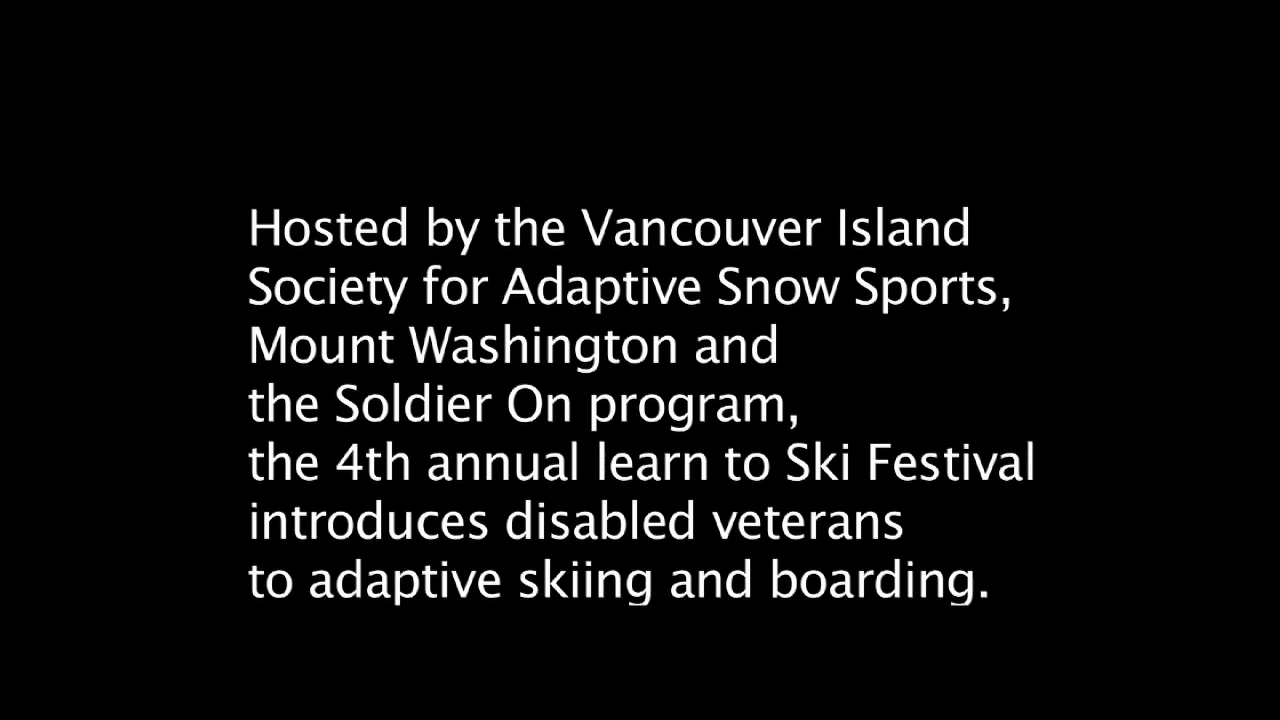 Hosted by the Vancouver Island
Society for Adaptive Snow Sports,
Mount Washington and
the Soldier On program,
the 4th annual learn to Ski Festival
introduces disabled veterans
to adaptive skiing and boarding.